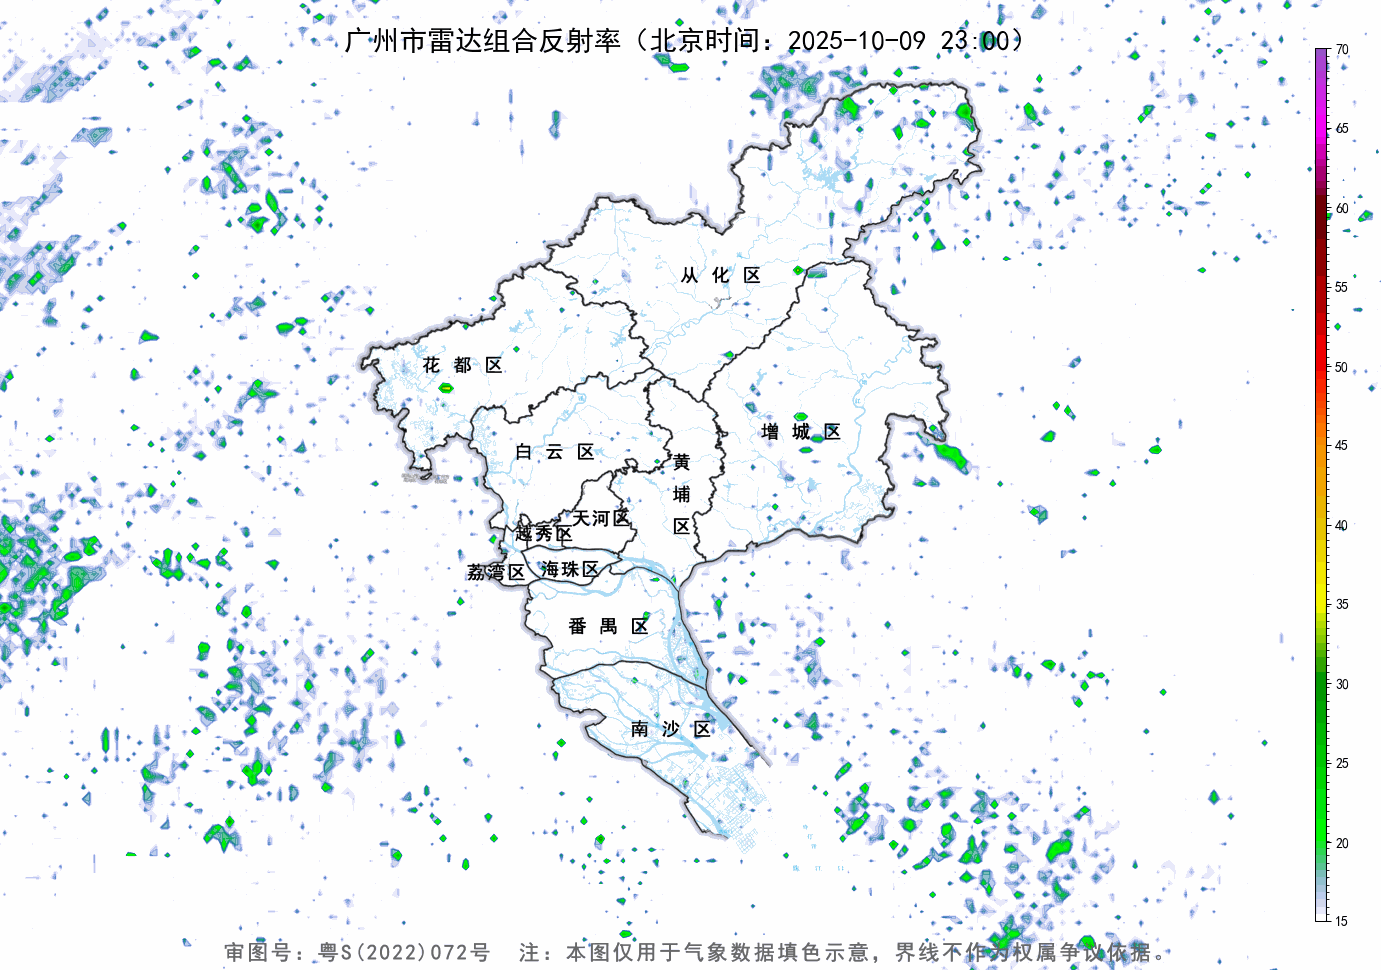 广州市雷达组合反射率（北京时间：2025-10-09 23:00）
70
65
60
55
50
45
40
35
30
25
20
15
从化区
花都区
增城区
白云区
黄埔区
天河区
越秀区
海珠区
荔湾区
番禺区
南沙区
审图号：粤S(2022)072号 注：本图仅用于气象数据填色示意，界线不作为权属争议依据。